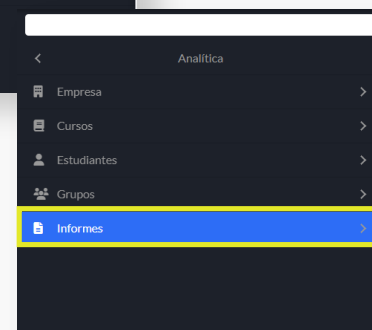 Analítica
Empresa
Cursos
Estudiantes
Grupos
Informes